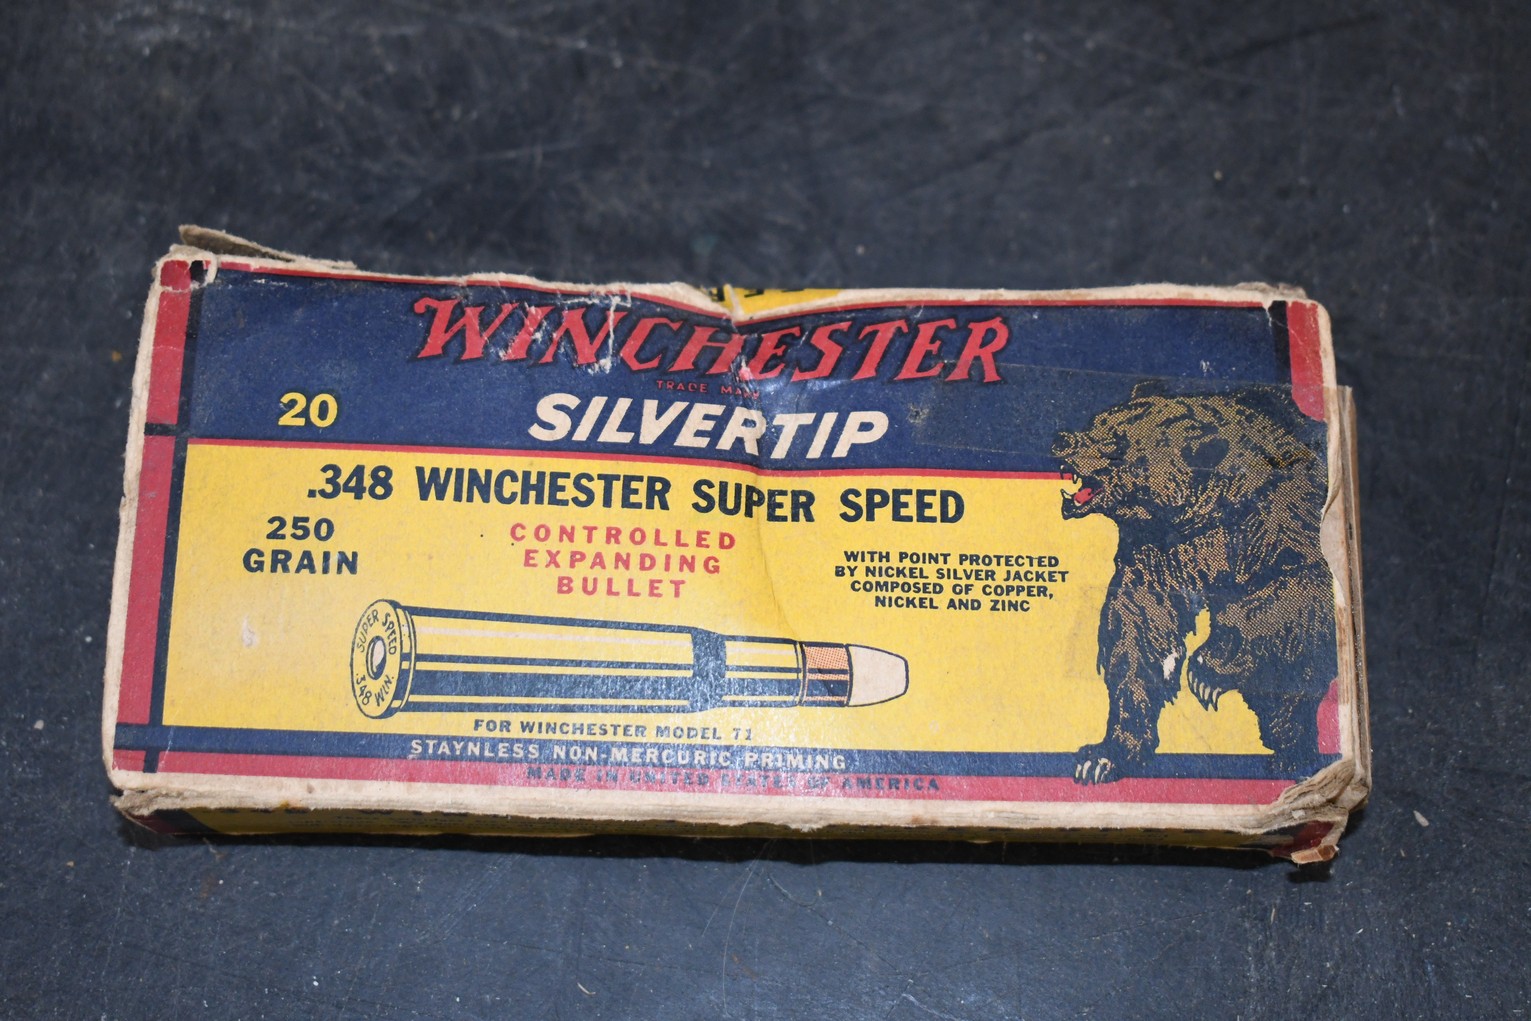 WINCHESTER
TRADE MARK
SILVERTIP
20
.348 WINCHESTER SUPER SPEED
250
GRAIN
CONTROLLED
EXPANDING
BULLET
WITH POINT PROTECTED
BY NICKEL SILVER JACKET
COMPOSED OF COPPER,
NICKEL AND ZINC
SUPER SPEED
.348 WIN.
FOR WINCHESTER MODEL 71
STAYNLESS NON-MERCURIC PRIMING
MADE IN UNITED STATES OF AMERICA